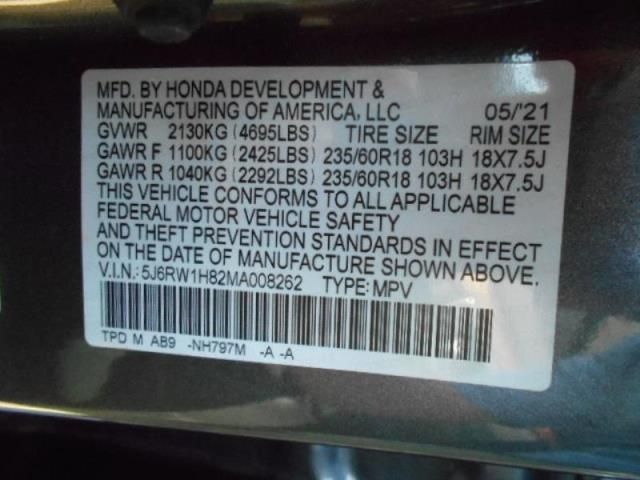 MFD. BY HONDA DEVELOPMENT &
MANUFACTURING OF AMERICA, LLC 05/'21
GVWR 2130KG (4695LBS) TIRE SIZE RIM SIZE
GAWR F 1100KG (2425LBS) 235/60R18 103H 18X7.5J
GAWR R 1040KG (2292LBS) 235/60R18 103H 18X7.5J
THIS VEHICLE CONFORMS TO ALL APPLICABLE
FEDERAL MOTOR VEHICLE SAFETY
AND THEFT PREVENTION STANDARDS IN EFFECT
ON THE DATE OF MANUFACTURE SHOWN ABOVE.
V.I.N.: 5J6RW1H82MA008262 TYPE: MPV
TPD M AB9 -NH797M -A -A